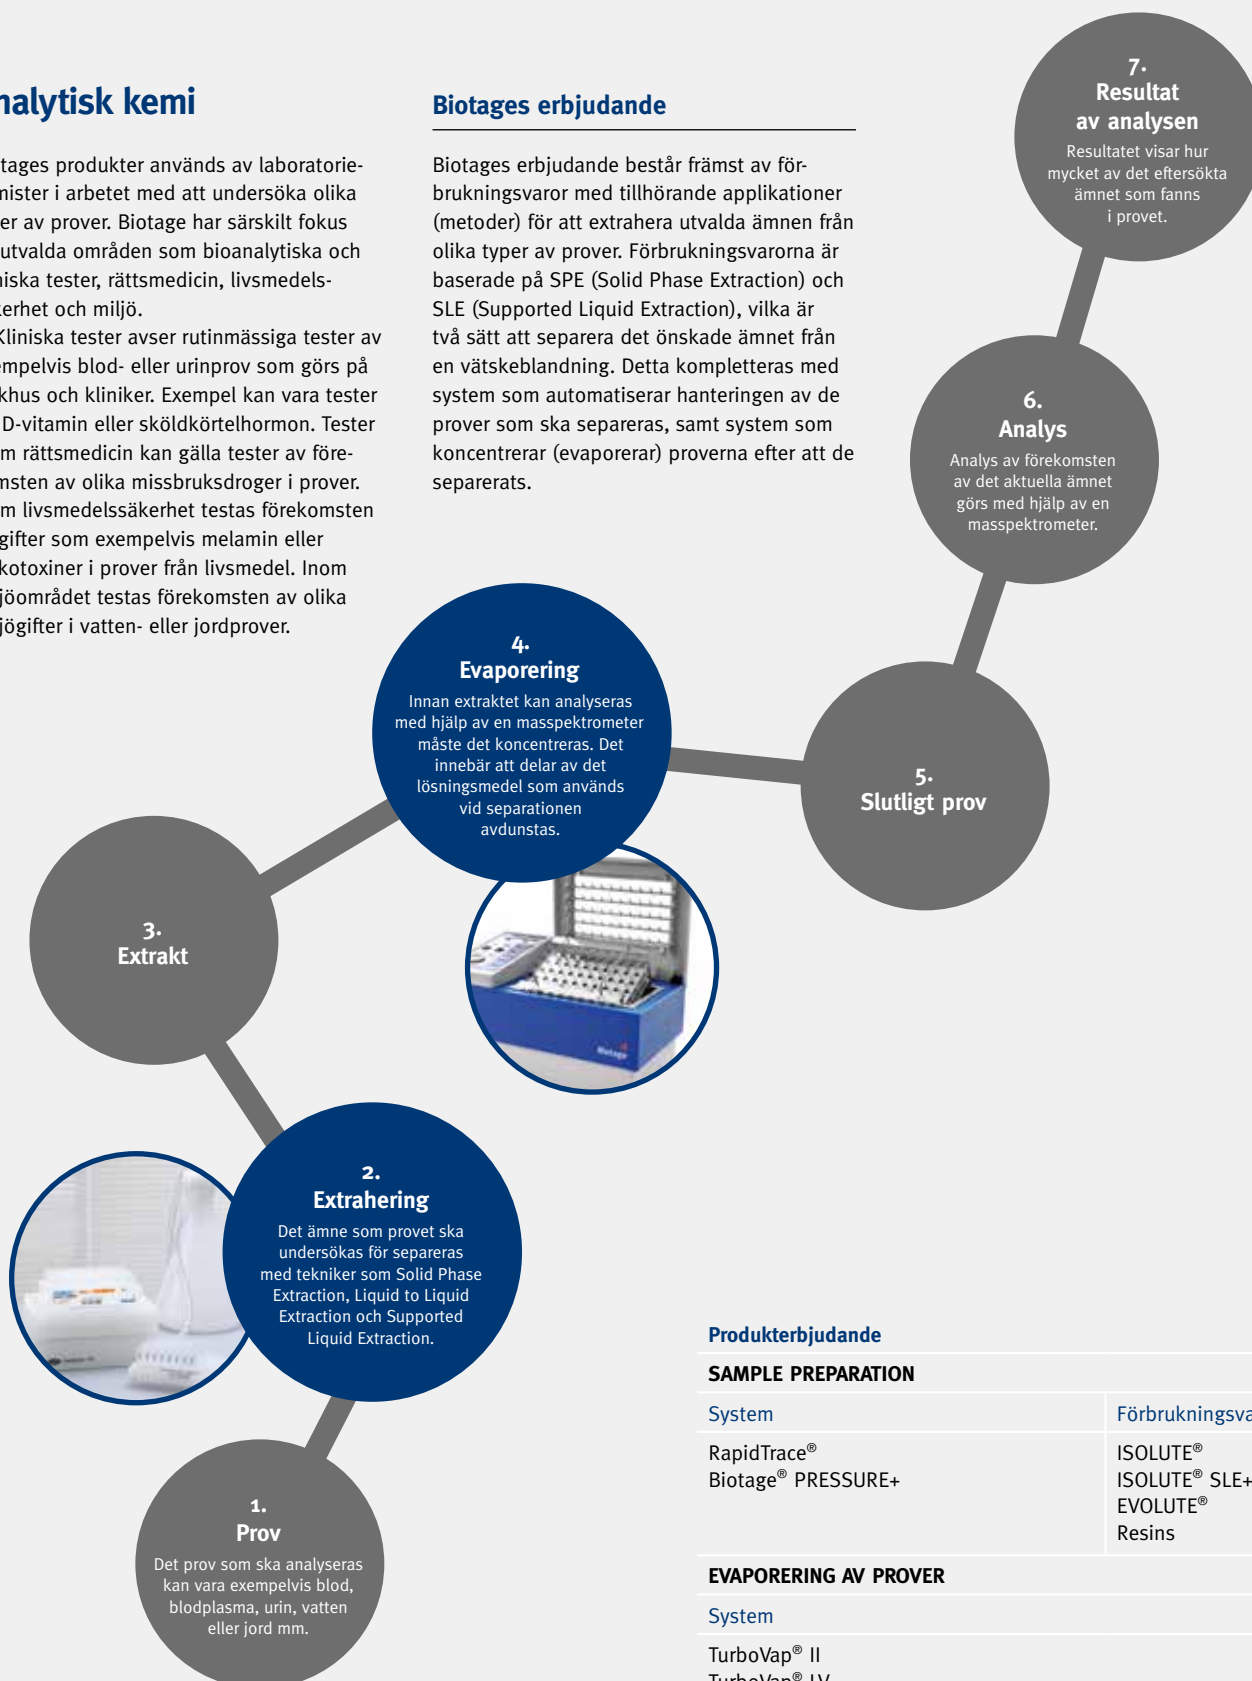 nalytisk kemi
tages produkter används av laboratorie-
mister i arbetet med att undersöka olika
er av prover. Biotage har särskilt fokus
utvalda områden som bioanalytiska och
niska tester, rättsmedicin, livsmedels-
kerhet och miljö.
Kliniska tester avser rutinmässiga tester av
empelvis blod- eller urinprov som görs på
khus och kliniker. Exempel kan vara tester
D-vitamin eller sköldkörtelhormon. Tester
m rättsmedicin kan gälla tester av före-
msten av olika missbruksdroger i prover.
m livsmedelssäkerhet testas förekomsten
gifter som exempelvis melamin eller
kotoxiner i prover från livsmedel. Inom
jöområdet testas förekomsten av olika
jögifter i vatten- eller jordprover.
Biotages erbjudande
Biotages erbjudande består främst av för-
brukningsvaror med tillhörande applikationer
(metoder) för att extrahera utvalda ämnen från
olika typer av prover. Förbrukningsvarorna är
baserade på SPE (Solid Phase Extraction) och
SLE (Supported Liquid Extraction), vilka är
två sätt att separera det önskade ämnet från
en vätskeblandning. Detta kompletteras med
system som automatiserar hanteringen av de
prover som ska separeras, samt system som
koncentrerar (evaporerar) proverna efter att de
separerats.
7.
Resultat
av analysen
Resultatet visar hur
mycket av det eftersökta
ämnet som fanns
i provet.
6.
Analys
Analys av förekomsten
av det aktuella ämnet
görs med hjälp av en
masspektrometer.
4.
Evaporering
Innan extraktet kan analyseras
med hjälp av en masspektrometer
måste det koncentreras. Det
innebär att delar av det
lösningsmedel som används
vid separationen
avdunstas.
5.
Slutligt prov
3.
Extrakt
Biotage
2.
Extrahering
Det ämne som provet ska
undersökas för separeras
med tekniker som Solid Phase
Extraction, Liquid to Liquid
Extraction och Supported
Liquid Extraction.
1.
Prov
Det prov som ska analyseras
kan vara exempelvis blod,
blodplasma, urin, vatten
eller jord mm.
Produkterbjudande
SAMPLE PREPARATION
System
Förbrukningsva
RapidTrace®
Biotage® PRESSURE+
ISOLUTE®
ISOLUTE® SLE+
EVOLUTE®
Resins
EVAPORERING AV PROVER
System
TurboVap® II
TurboVap® LV